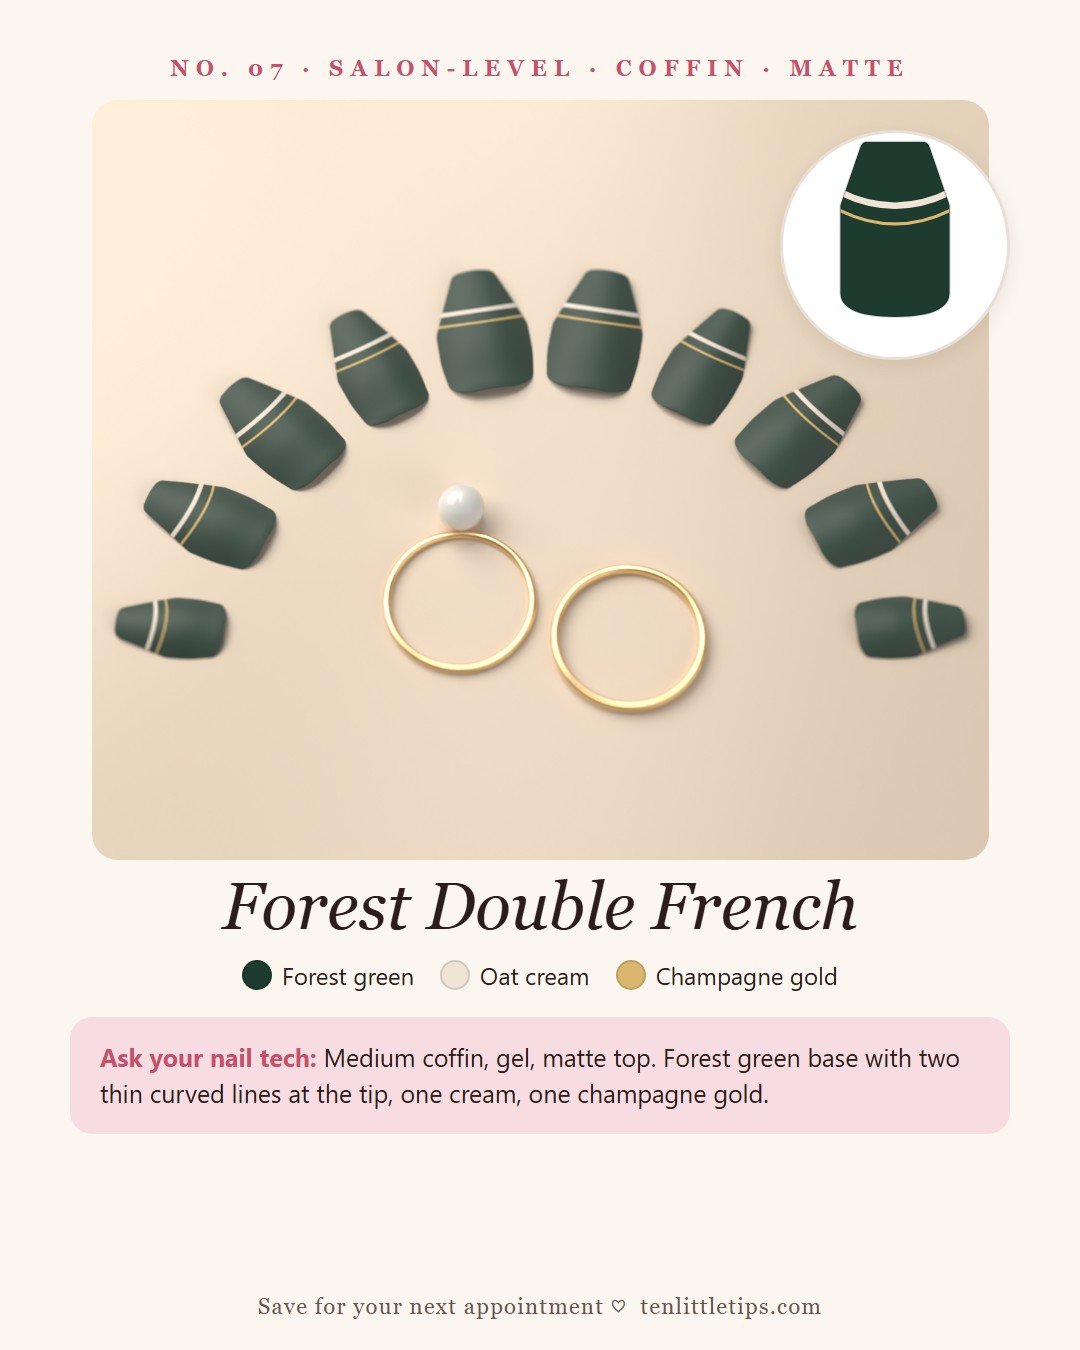 NO. 07 · SALON-LEVEL · COFFIN · MATTE
Forest Double French
Forest green
Oat cream
Champagne gold
Ask your nail tech: Medium coffin, gel, matte top. Forest green base with two
thin curved lines at the tip, one cream, one champagne gold.
Save for your next appointment ♡ tenlittletips.com